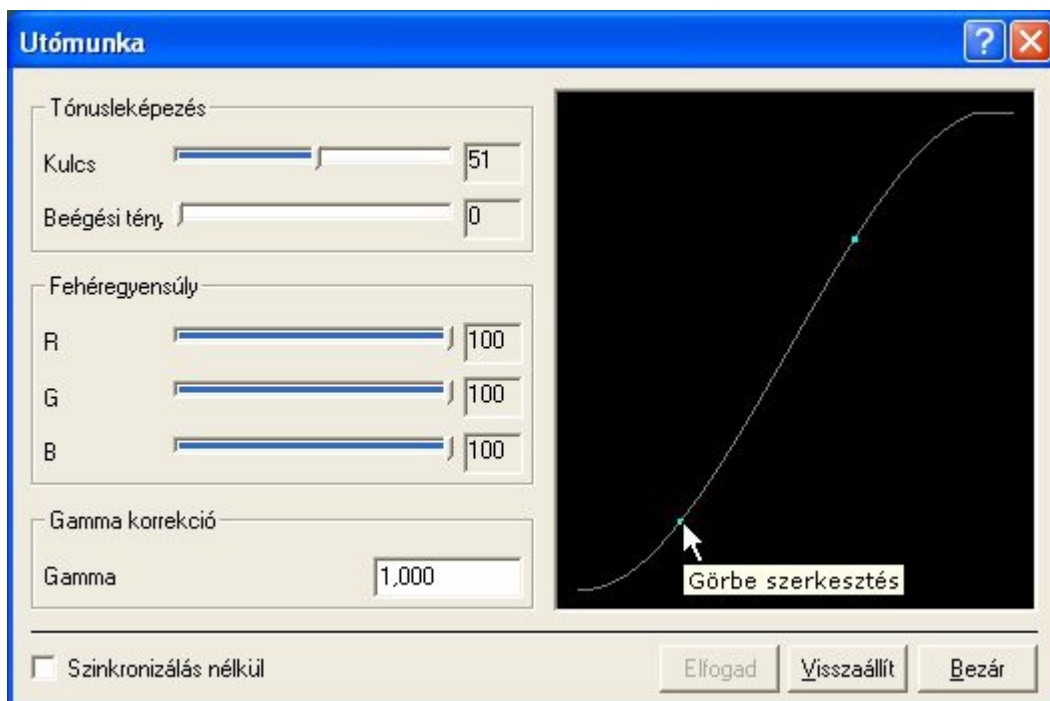 Utómunka
Tónusleképezés
Kulcs 51
Beégési tény 0
Fehéregyensúly
R 100
G 100
B 100
Gamma korrekció
Gamma 1,000
Görbe szerkesztés
Szinkronizálás nélkül
Elfogad Visszaállít Bezár